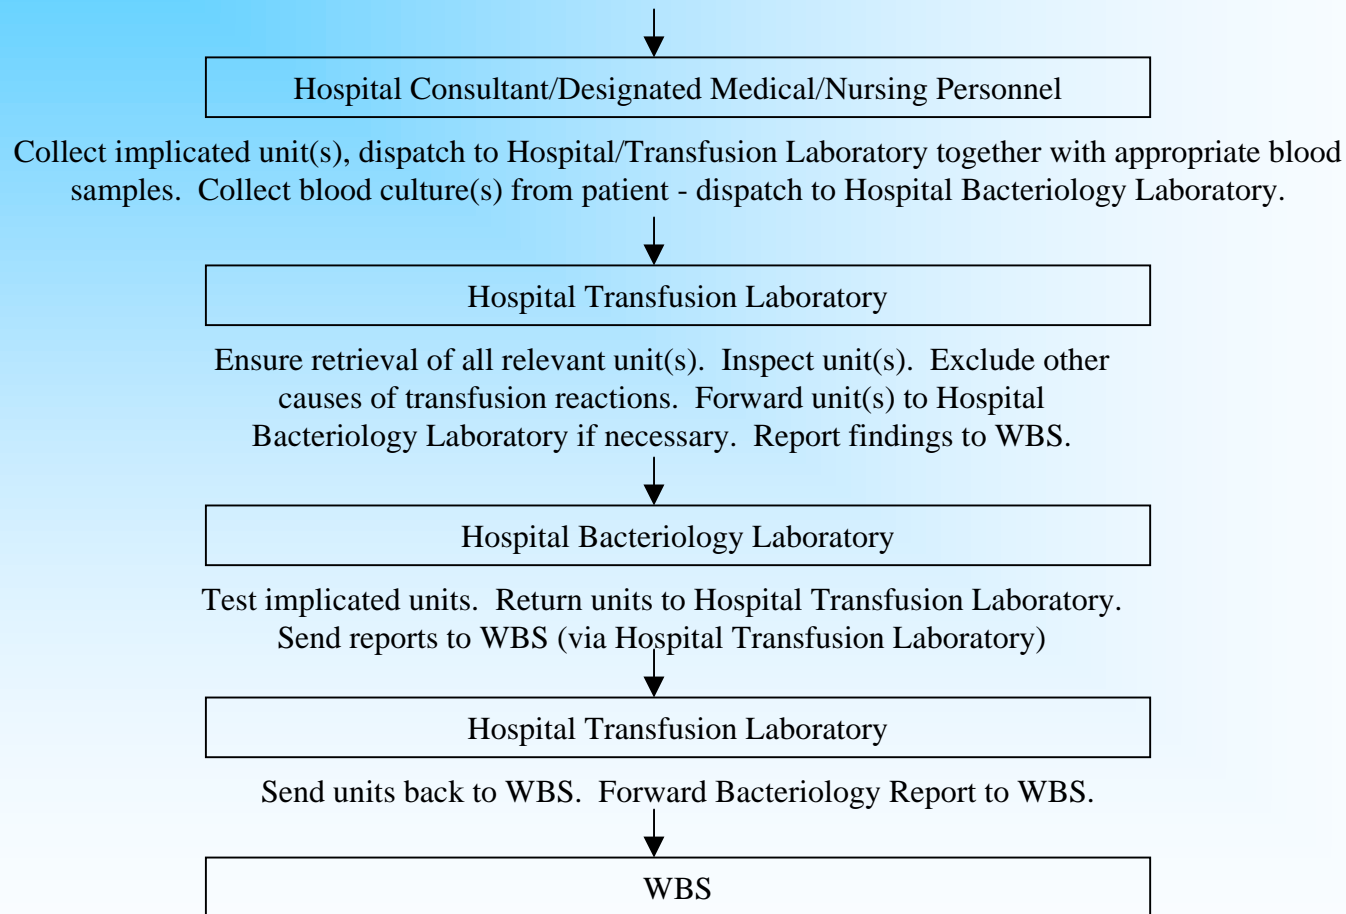 Hospital Consultant/Designated Medical/Nursing Personnel
Collect implicated unit(s), dispatch to Hospital/Transfusion Laboratory together with appropriate blood
samples.  Collect blood culture(s) from patient - dispatch to Hospital Bacteriology Laboratory.
Hospital Transfusion Laboratory
Ensure retrieval of all relevant unit(s).  Inspect unit(s).  Exclude other
causes of transfusion reactions.  Forward unit(s) to Hospital
Bacteriology Laboratory if necessary.  Report findings to WBS.
Hospital Bacteriology Laboratory
Test implicated units.  Return units to Hospital Transfusion Laboratory.
Send reports to WBS (via Hospital Transfusion Laboratory)
Hospital Transfusion Laboratory
Send units back to WBS.  Forward Bacteriology Report to WBS.
WBS